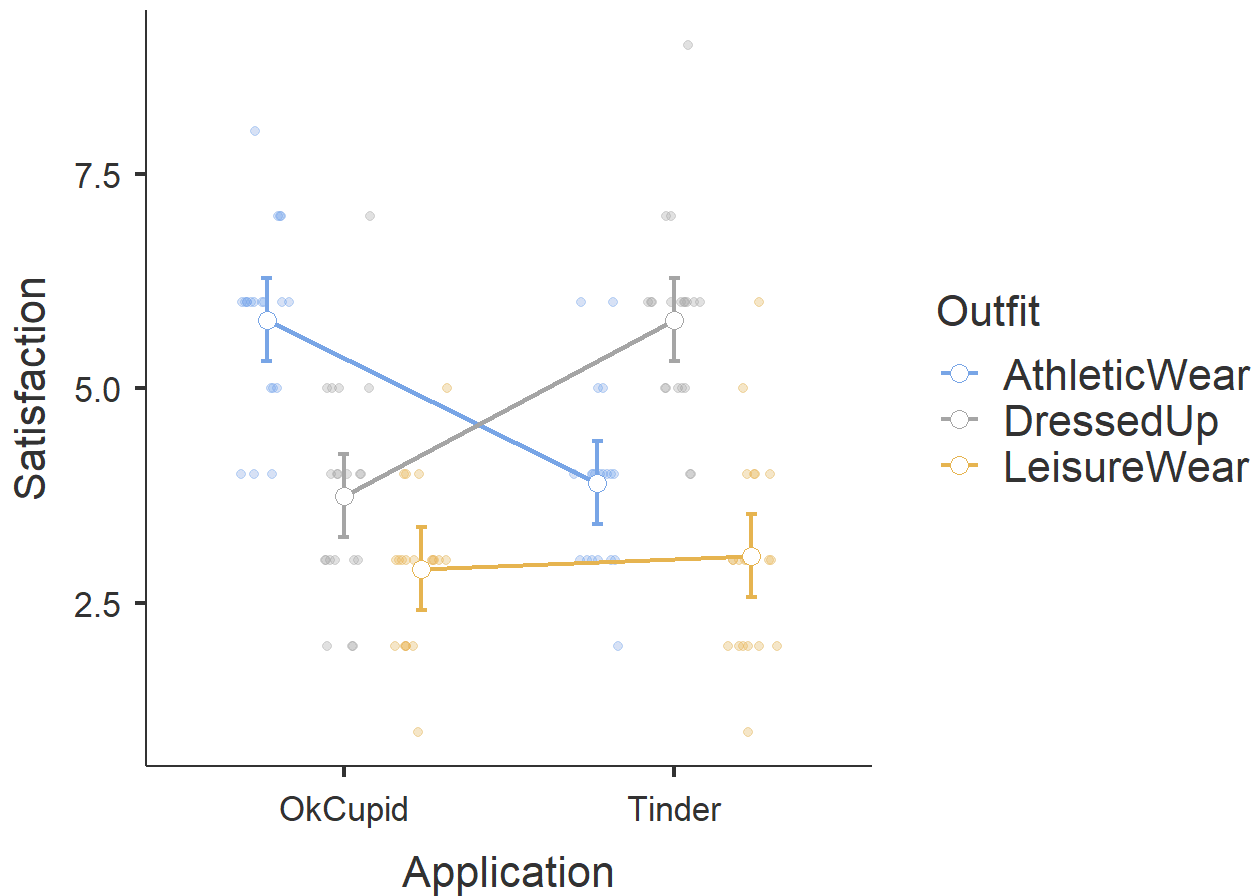 7.5
5.0
2.5
Satisfaction
OkCupid
Tinder
Application
Outfit
AthleticWear
DressedUp
LeisureWear